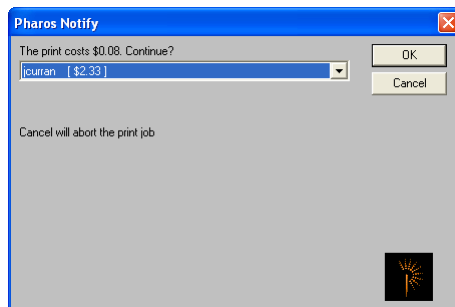 Pharos Notify
The print costs $0.08. Continue?
jcurran [ $2.33 ]
OK
Cancel
Cancel will abort the print job